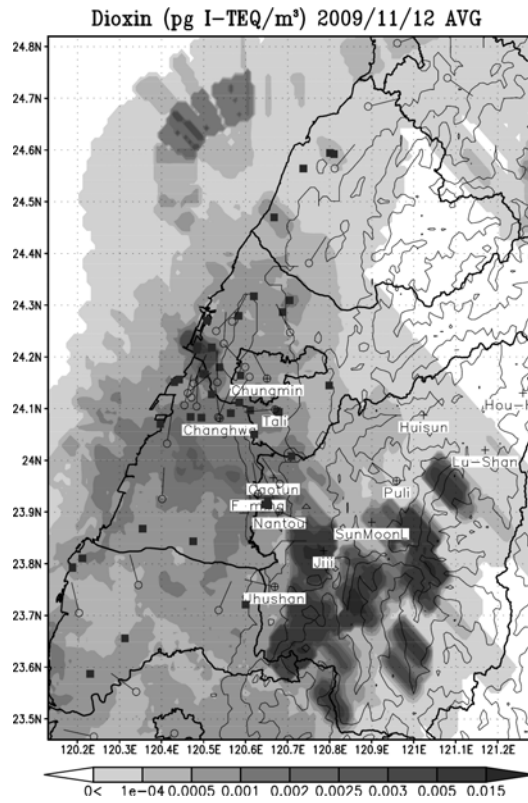 Dioxin (pg I-TEQ/m³) 2009/11/12 AVG
24.8N
24.7N
24.6N
24.5N
24.4N
24.3N
24.2N
24.1N
24N
23.9N
23.8N
23.7N
23.6N
23.5N
Chungmin
Tali
Changhwa
Huisun
Hou-H
Lu-Shan
Puli
Caotun
Nantou
SunMoonL
Jiji
Jhushan
120.2E 120.3E 120.4E 120.5E 120.6E 120.7E 120.8E 120.9E 121E 121.1E 121.2E
0< 1e-04 0.0005 0.001 0.002 0.0025 0.003 0.005 0.015